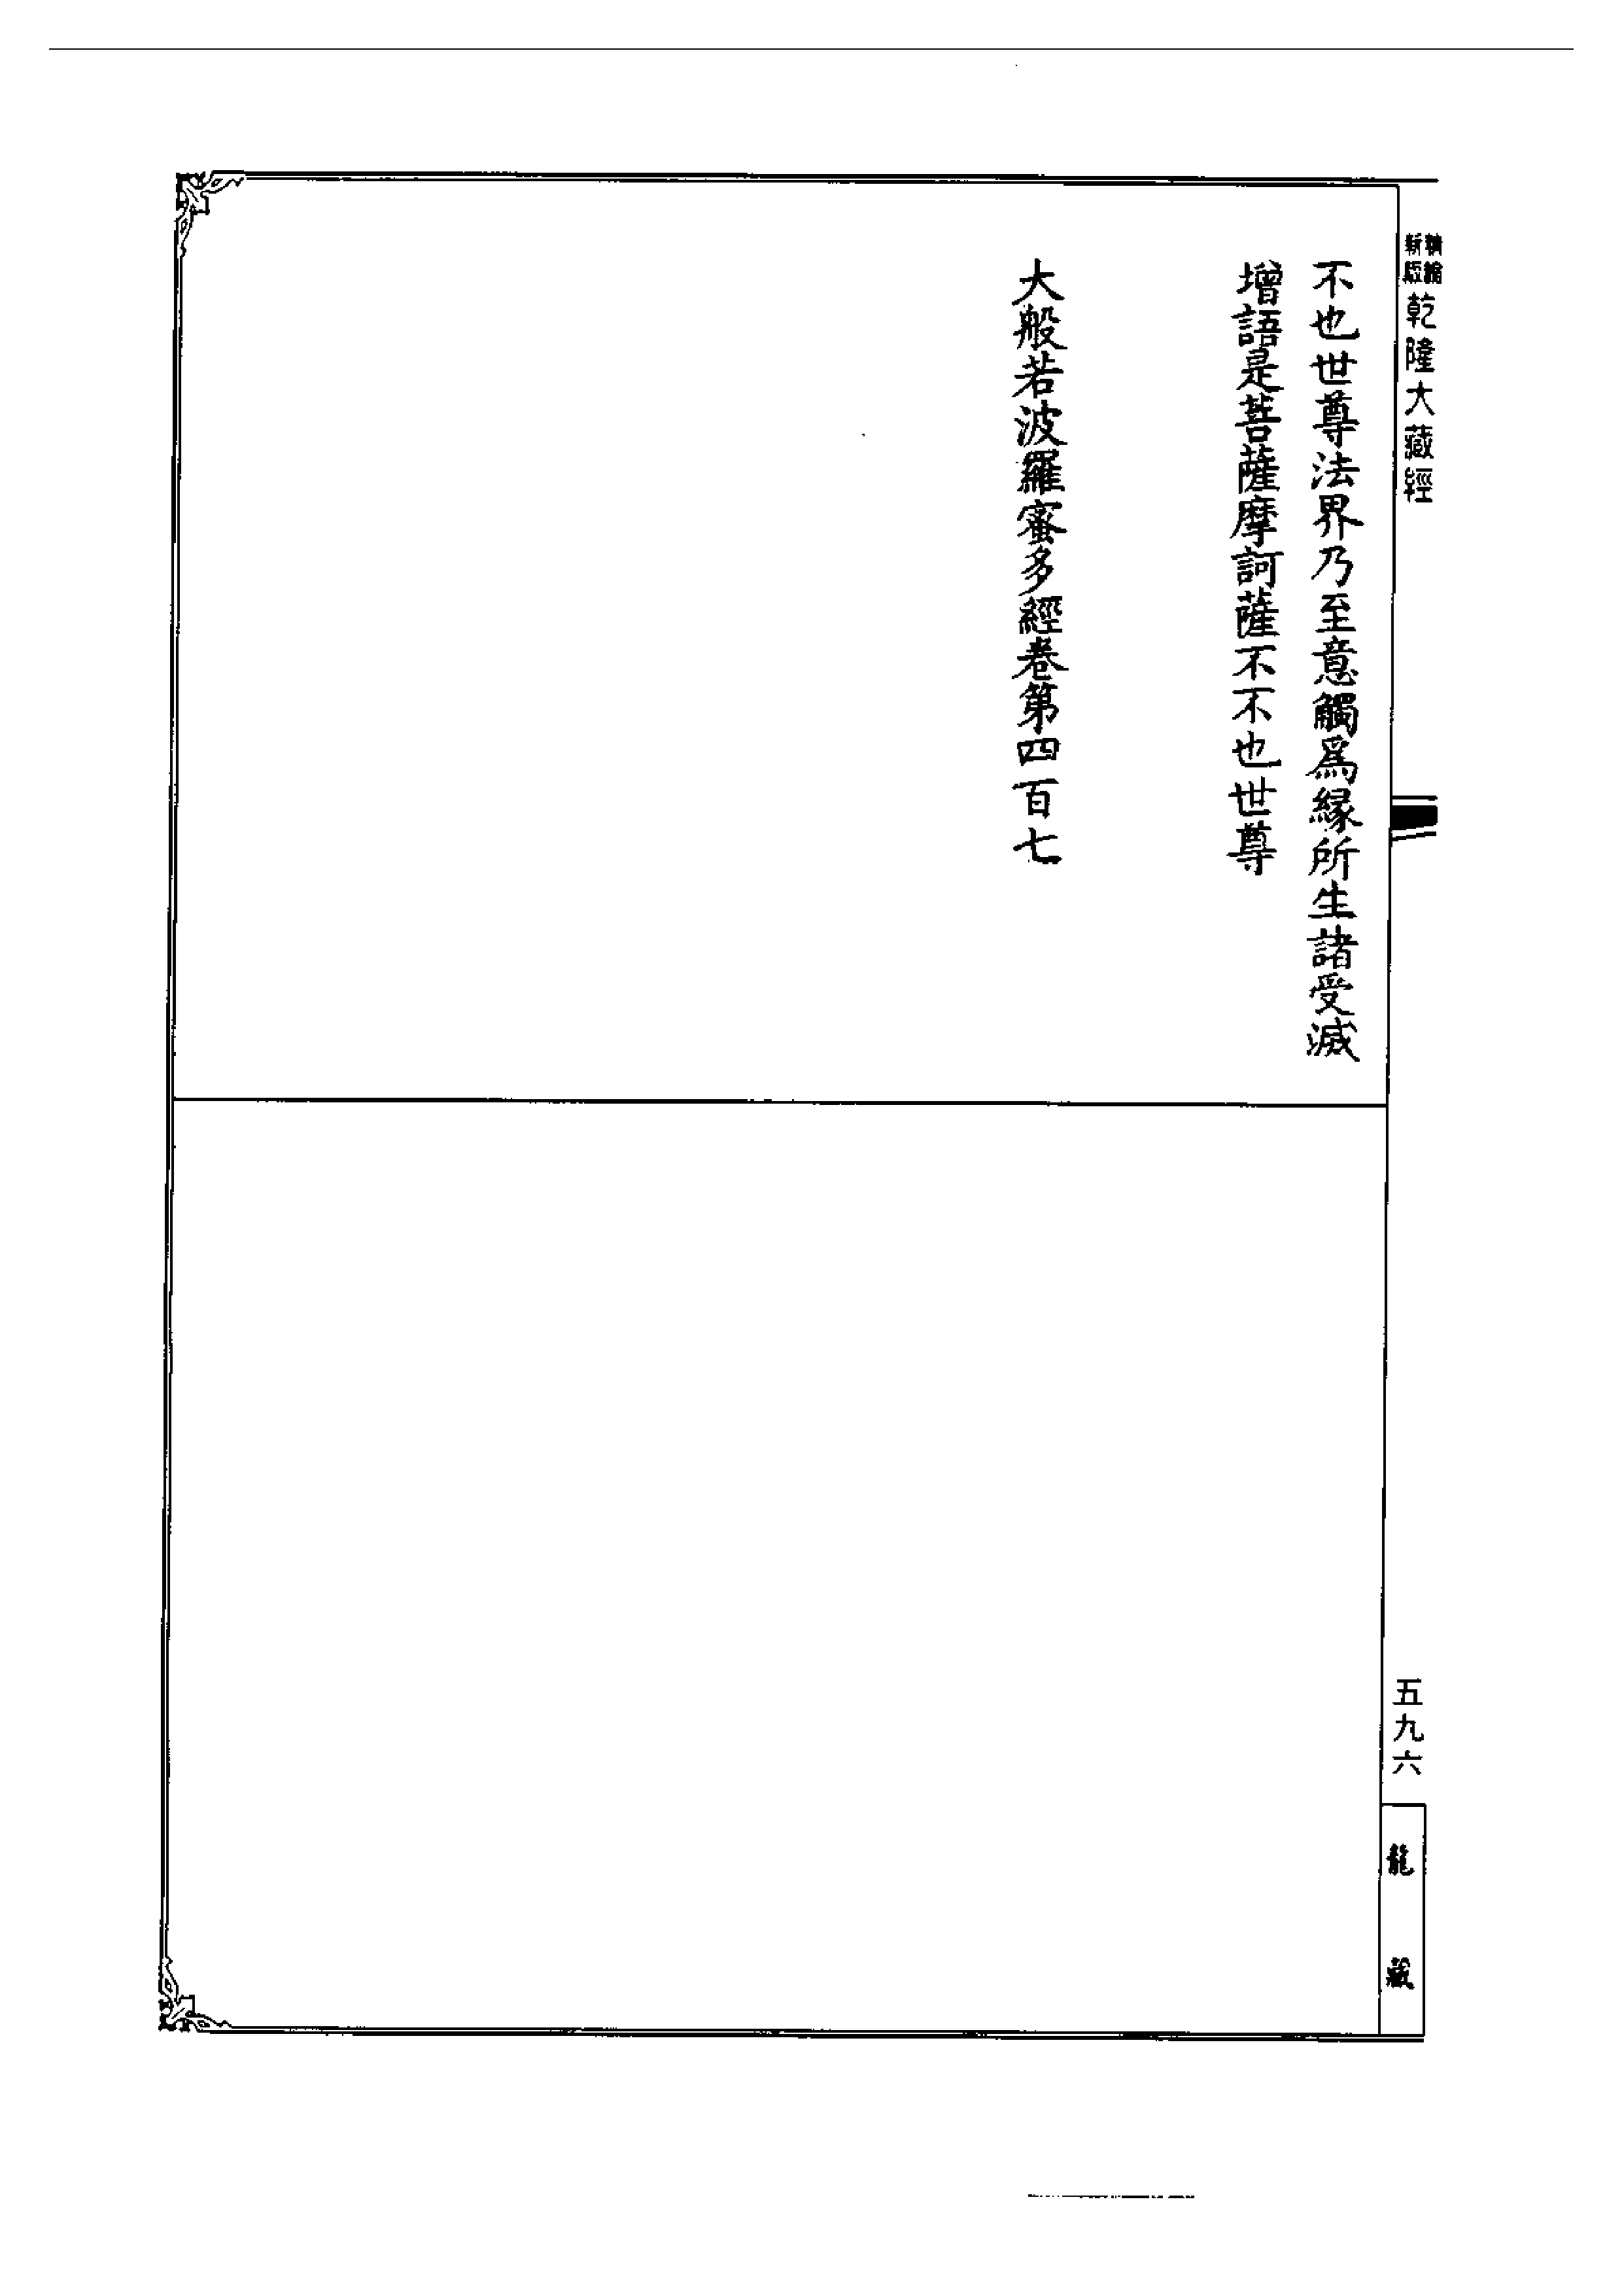 新版
精縮
乾隆大藏經
不也世尊法界乃至意觸爲緣所生諸受滅
增語是菩薩摩訶薩不不也世尊
大般若波羅蜜多經卷第四百七
五九六
龍藏